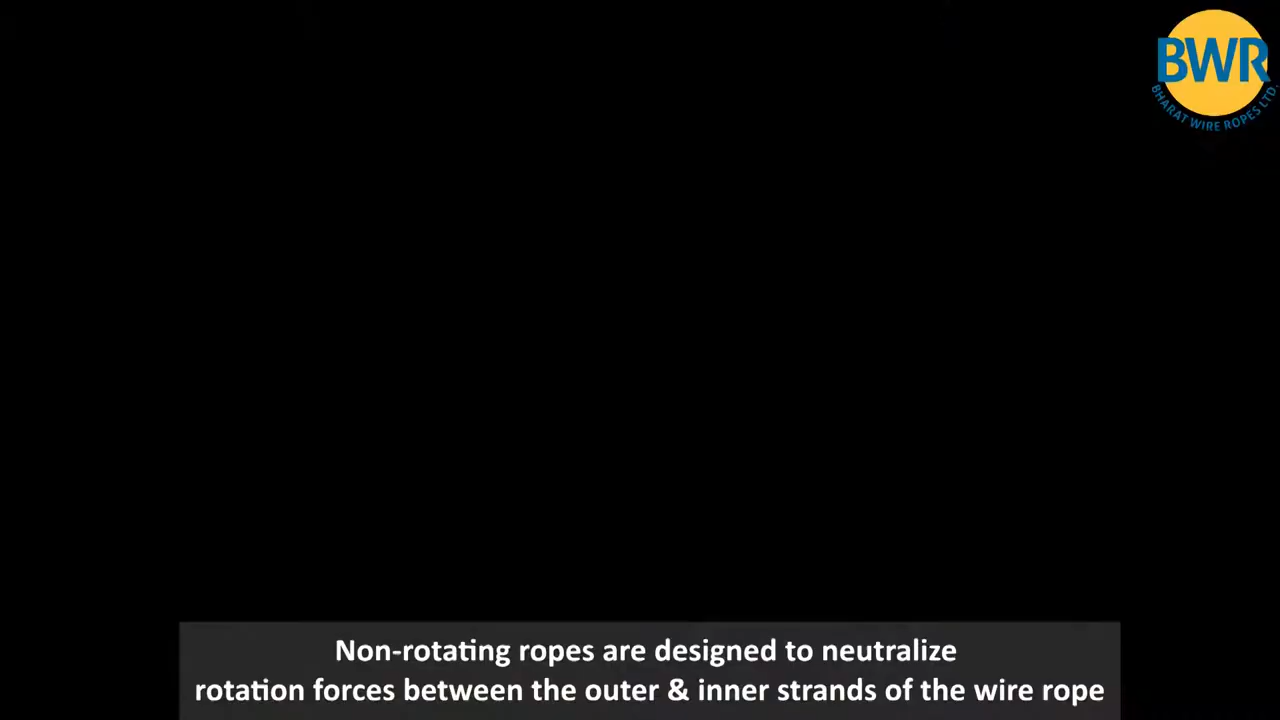 BWR
BHARAT WIRE ROPES LTD.
Non-rotating ropes are designed to neutralize
rotation forces between the outer & inner strands of the wire rope